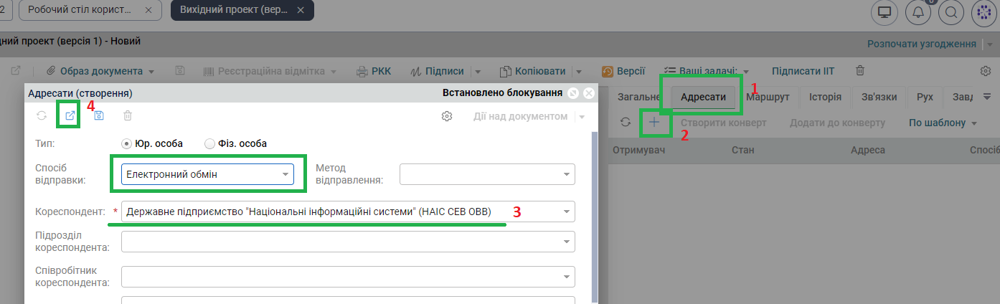 2
Робочий стіл корист...
Вихідний проект (вер...
0
ний проект (версія 1) - Новий
Розпочати узгодження
Образ документа
Реєстраційна відмітка
РКК
Підписи
Копіювати
Версії
Ваші задачі:
Підписати ІІТ
Адресати (створення)
Встановлено блокування
4
Дії над документом
Тип:
Юр. особа
Фіз. особа
Спосіб
відправки:
Електронний обмін
Метод
відправлення:
Кореспондент:
* Державне підприємство "Національні інформаційні системи" (НАІС СЕВ ОВВ)
3
Підрозділ
кореспондента:
Співробітник
кореспондента:
Загальне
Адресати
1
Маршрут
Історія
Зв'язки
Рух
Завд
2
Створити конверт
Додати до конверту
По шаблону
Отримувач
Стан
Адреса
Спосіб